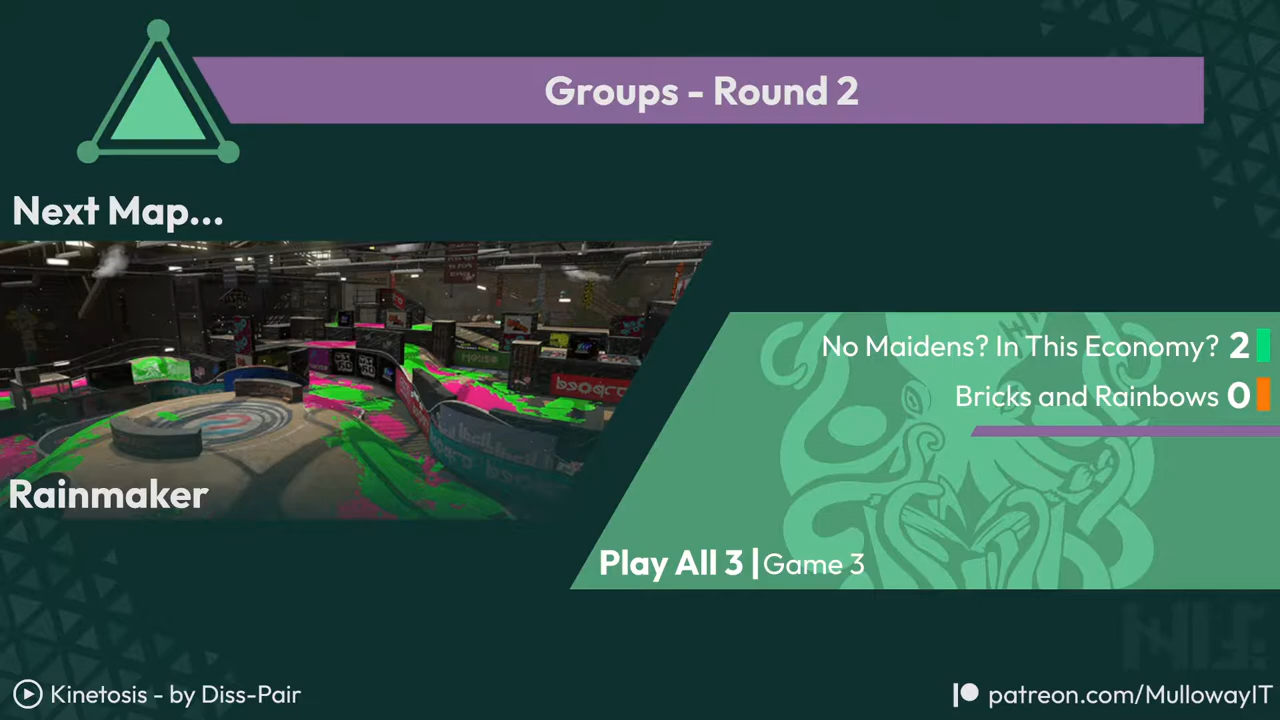 Groups - Round 2
Next Map...
Rainmaker
No Maidens? In This Economy? 2
Bricks and Rainbows 0
Play All 3 | Game 3
Kinetosis - by Diss-Pair
patreon.com/MullowayIT